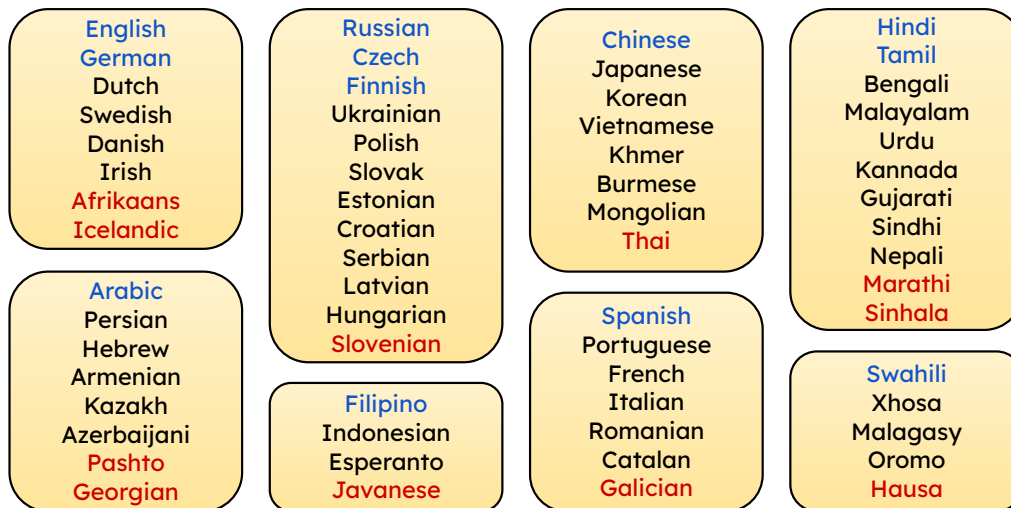 English
German
Dutch
Swedish
Danish
Irish
Afrikaans
Icelandic
Arabic
Persian
Hebrew
Armenian
Kazakh
Azerbaijani
Pashto
Georgian
Russian
Czech
Finnish
Ukrainian
Polish
Slovak
Estonian
Croatian
Serbian
Latvian
Hungarian
Slovenian
Filipino
Indonesian
Esperanto
Javanese
Chinese
Japanese
Korean
Vietnamese
Khmer
Burmese
Mongolian
Thai
Spanish
Portuguese
French
Italian
Romanian
Catalan
Galician
Hindi
Tamil
Bengali
Malayalam
Urdu
Kannada
Gujarati
Sindhi
Nepali
Marathi
Sinhala
Swahili
Xhosa
Malagasy
Oromo
Hausa